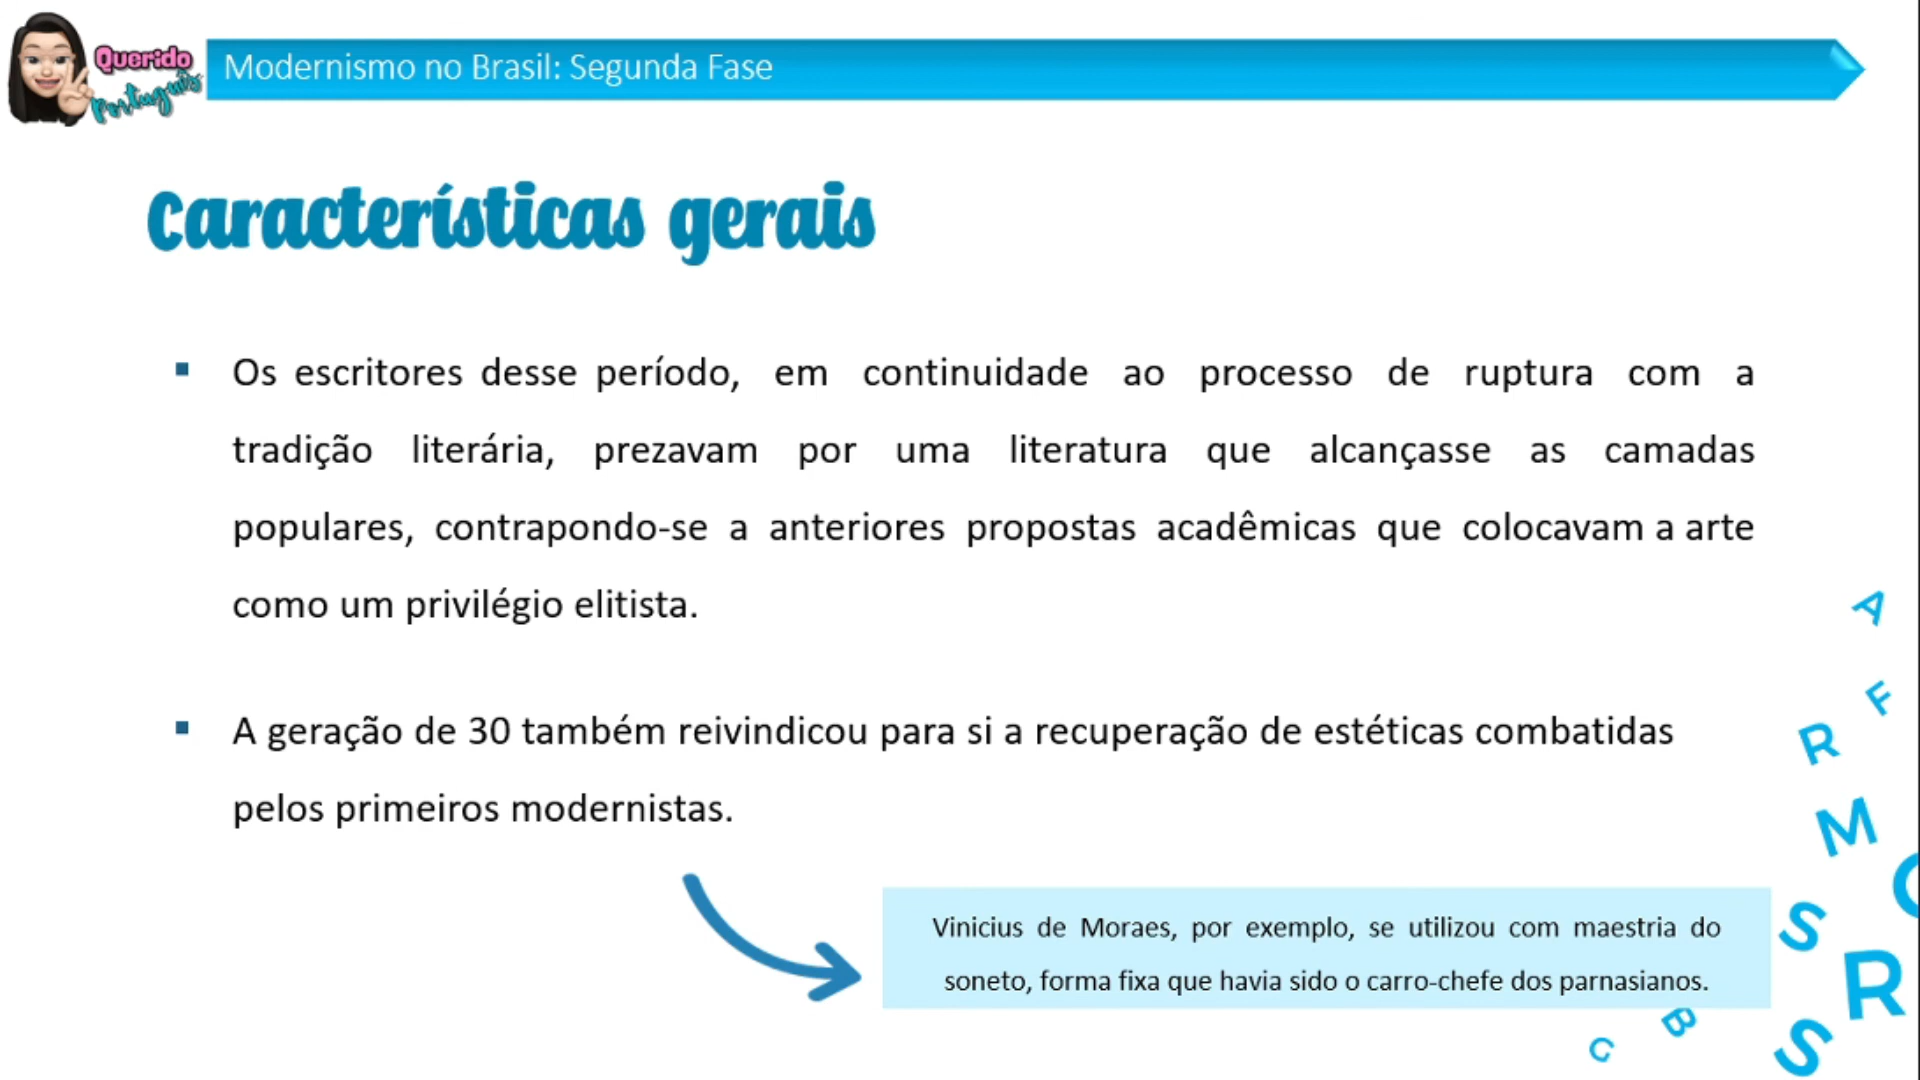 Querido
Português
Modernismo no Brasil: Segunda Fase
Características gerais
▪ Os escritores desse período, em continuidade ao processo de ruptura com a
tradição literária, prezavam por uma literatura que alcançasse as camadas
populares, contrapondo-se a anteriores propostas acadêmicas que colocavam a arte
como um privilégio elitista.
▪ A geração de 30 também reivindicou para si a recuperação de estéticas combatidas
pelos primeiros modernistas.
Vinicius de Moraes, por exemplo, se utilizou com maestria do
soneto, forma fixa que havia sido o carro-chefe dos parnasianos.
A
F
R
M
S
R
B
S